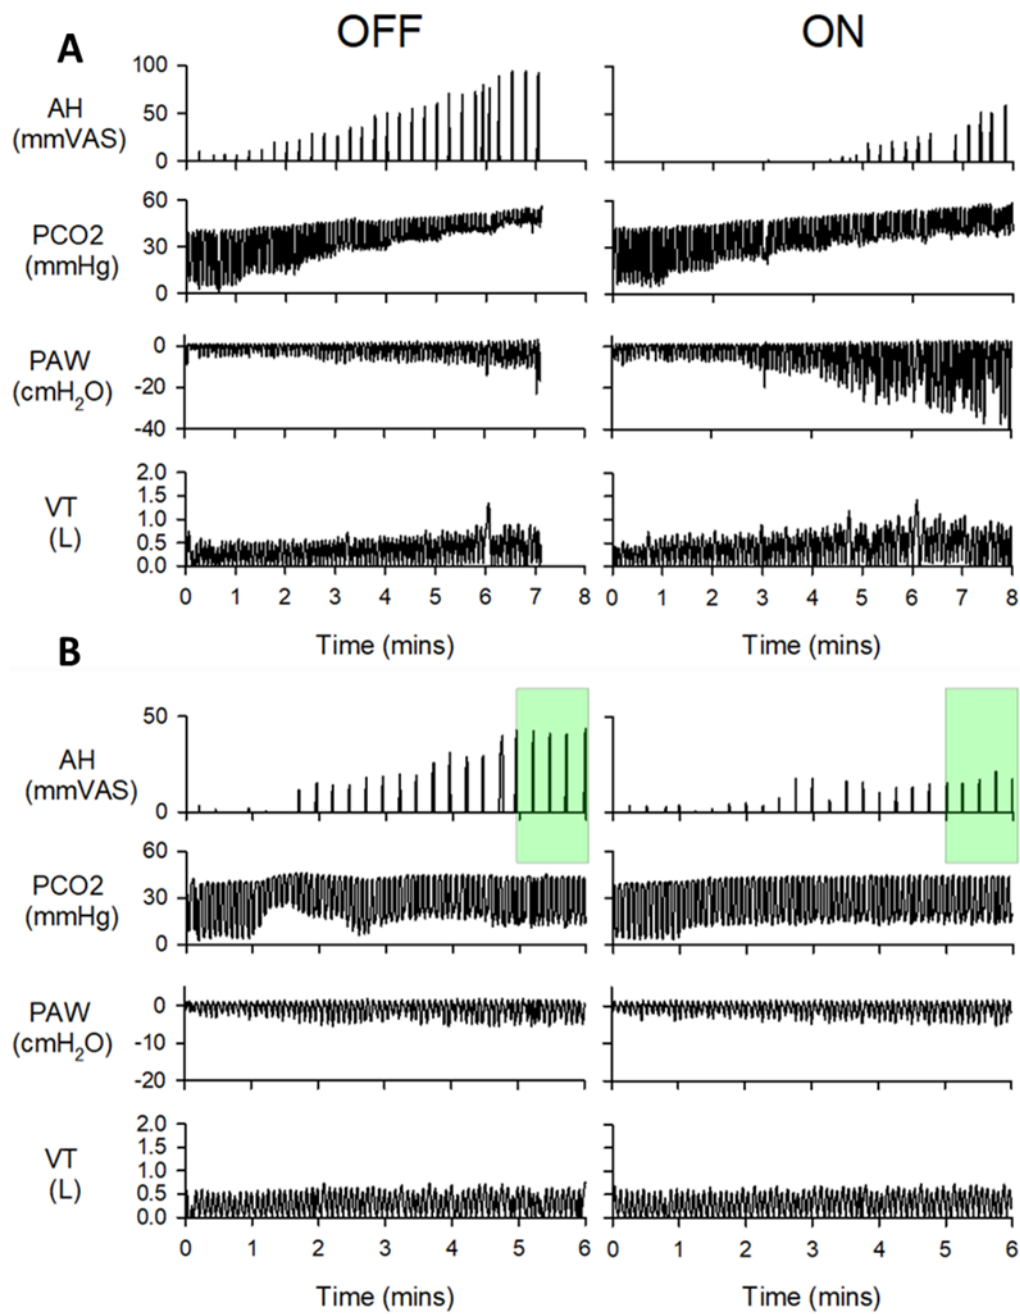 A
OFF
ON
AH
(mmVAS)
100
50
0
PCO2
(mmHg)
60
30
0
PAW
(cmH₂O)
0
-20
-40
VT
(L)
2.0
1.5
1.0
0.5
0.0
0 1 2 3 4 5 6 7 8
0 1 2 3 4 5 6 7 8
Time (mins)
Time (mins)
B
AH
(mmVAS)
50
0
PCO2
(mmHg)
60
30
0
PAW
(cmH₂O)
0
-10
-20
VT
(L)
2.0
1.5
1.0
0.5
0.0
0 1 2 3 4 5 6
0 1 2 3 4 5 6
Time (mins)
Time (mins)